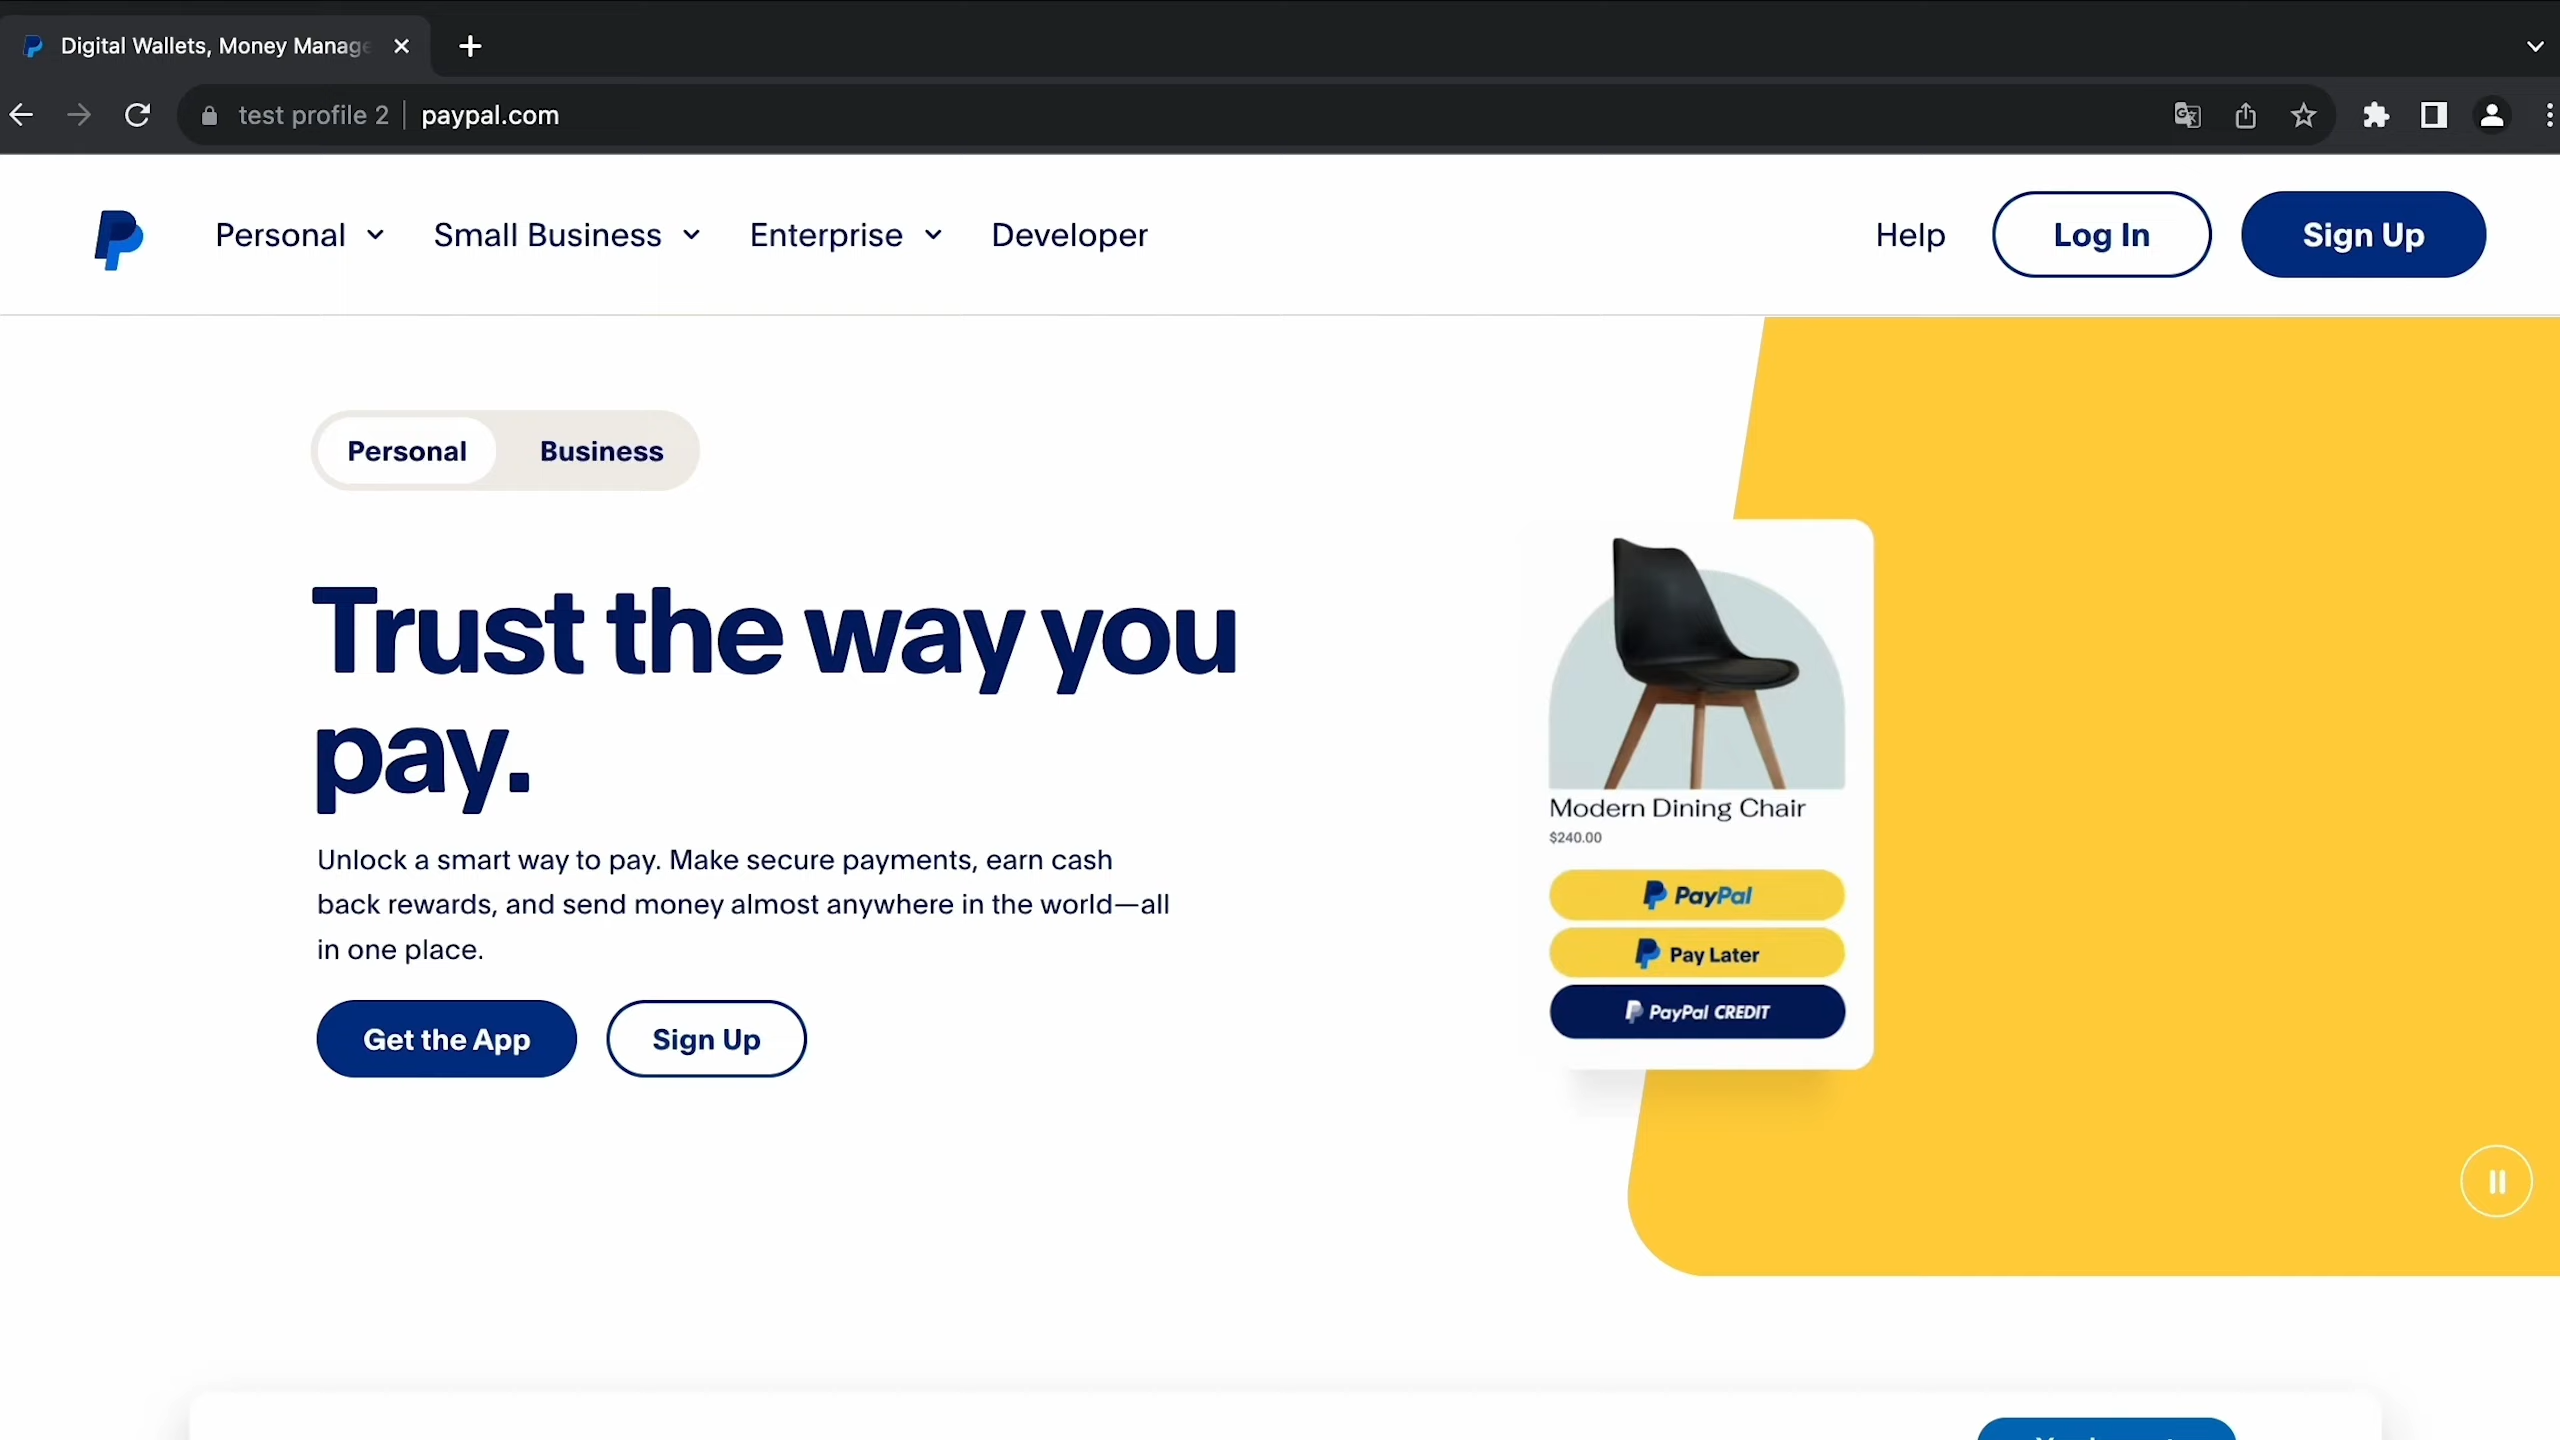 Digital Wallets, Money Manage
test profile 2 | paypal.com
Personal Small Business Enterprise Developer Help Log In Sign Up
Personal Business
Trust the way you
pay.
Unlock a smart way to pay. Make secure payments, earn cash
back rewards, and send money almost anywhere in the world—all
in one place.
Get the App Sign Up
Modern Dining Chair
$240.00
PayPal
Pay Later
PayPal CREDIT